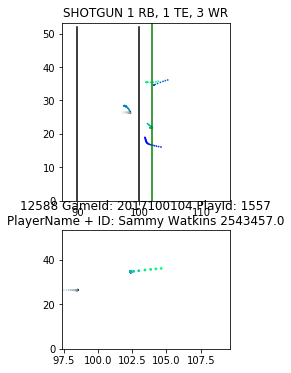 SHOTGUN 1 RB, 1 TE, 3 WR
50
40
30
20
10
0
90 100 110
12588 GameId: 2017100104 PlayId: 1557
PlayerName + ID: Sammy Watkins 2543457.0
40
20
0
97.5 100.0 102.5 105.0 107.5